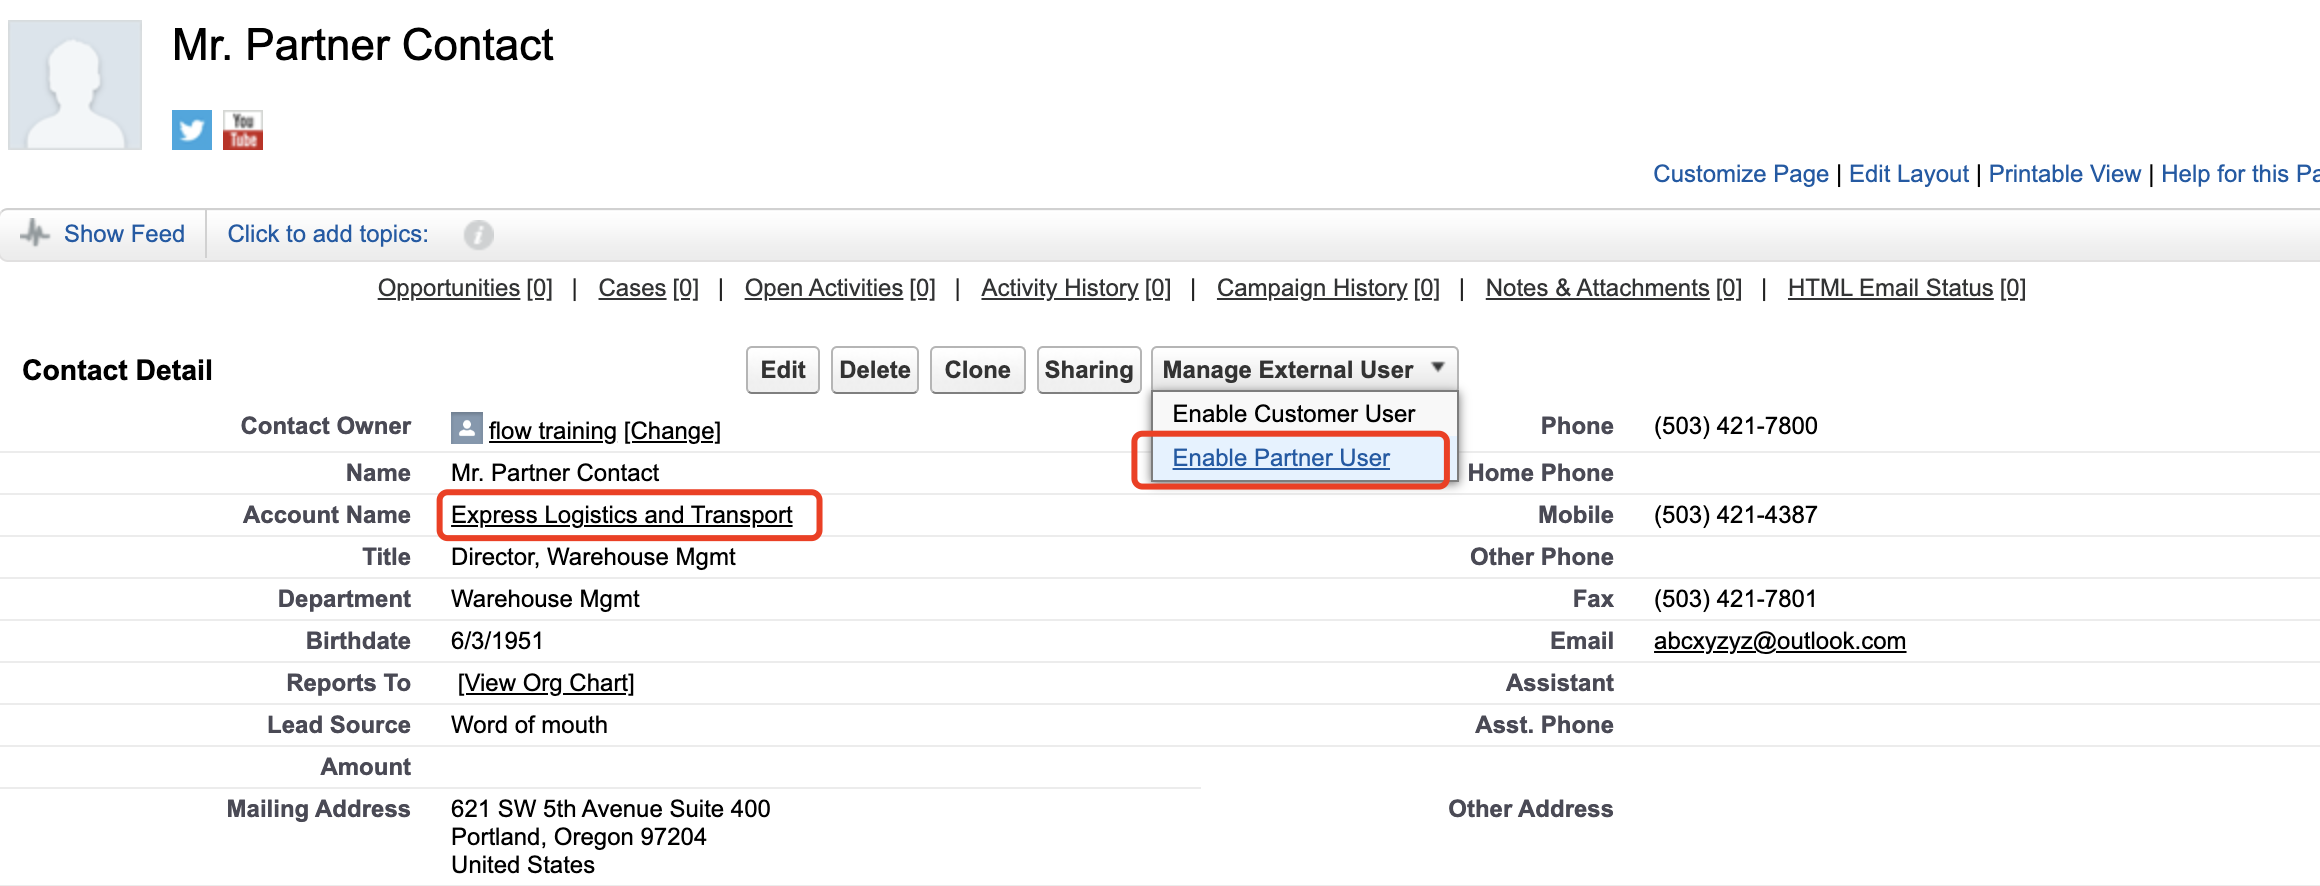 Mr. Partner Contact
You
Tube
Customize Page | Edit Layout | Printable View | Help for this Pa
Show Feed
Click to add topics:
i
Opportunities [0] | Cases [0] | Open Activities [0] | Activity History [0] | Campaign History [0] | Notes & Attachments [0] | HTML Email Status [0]
Contact Detail
Edit
Delete
Clone
Sharing
Manage External User
Enable Customer User
Enable Partner User
Contact Owner flow training [Change]
Phone (503) 421-7800
Name Mr. Partner Contact
Home Phone
Account Name Express Logistics and Transport
Mobile (503) 421-4387
Title Director, Warehouse Mgmt
Other Phone
Department Warehouse Mgmt
Fax (503) 421-7801
Birthdate 6/3/1951
Email abcxyzyz@outlook.com
Reports To [View Org Chart]
Assistant
Lead Source Word of mouth
Asst. Phone
Amount
Mailing Address 621 SW 5th Avenue Suite 400
Portland, Oregon 97204
United States
Other Address